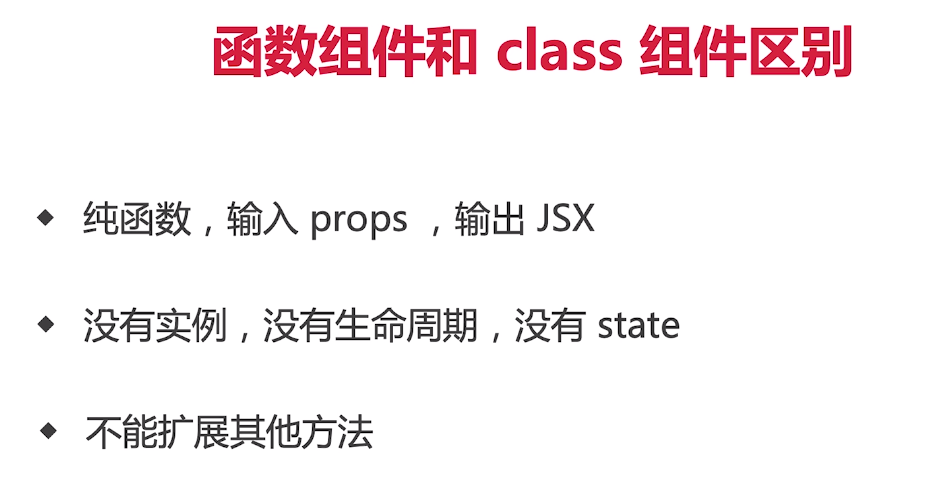 函数组件和 class 组件区别
纯函数，输入 props ，输出 JSX
没有实例，没有生命周期，没有 state
不能扩展其他方法